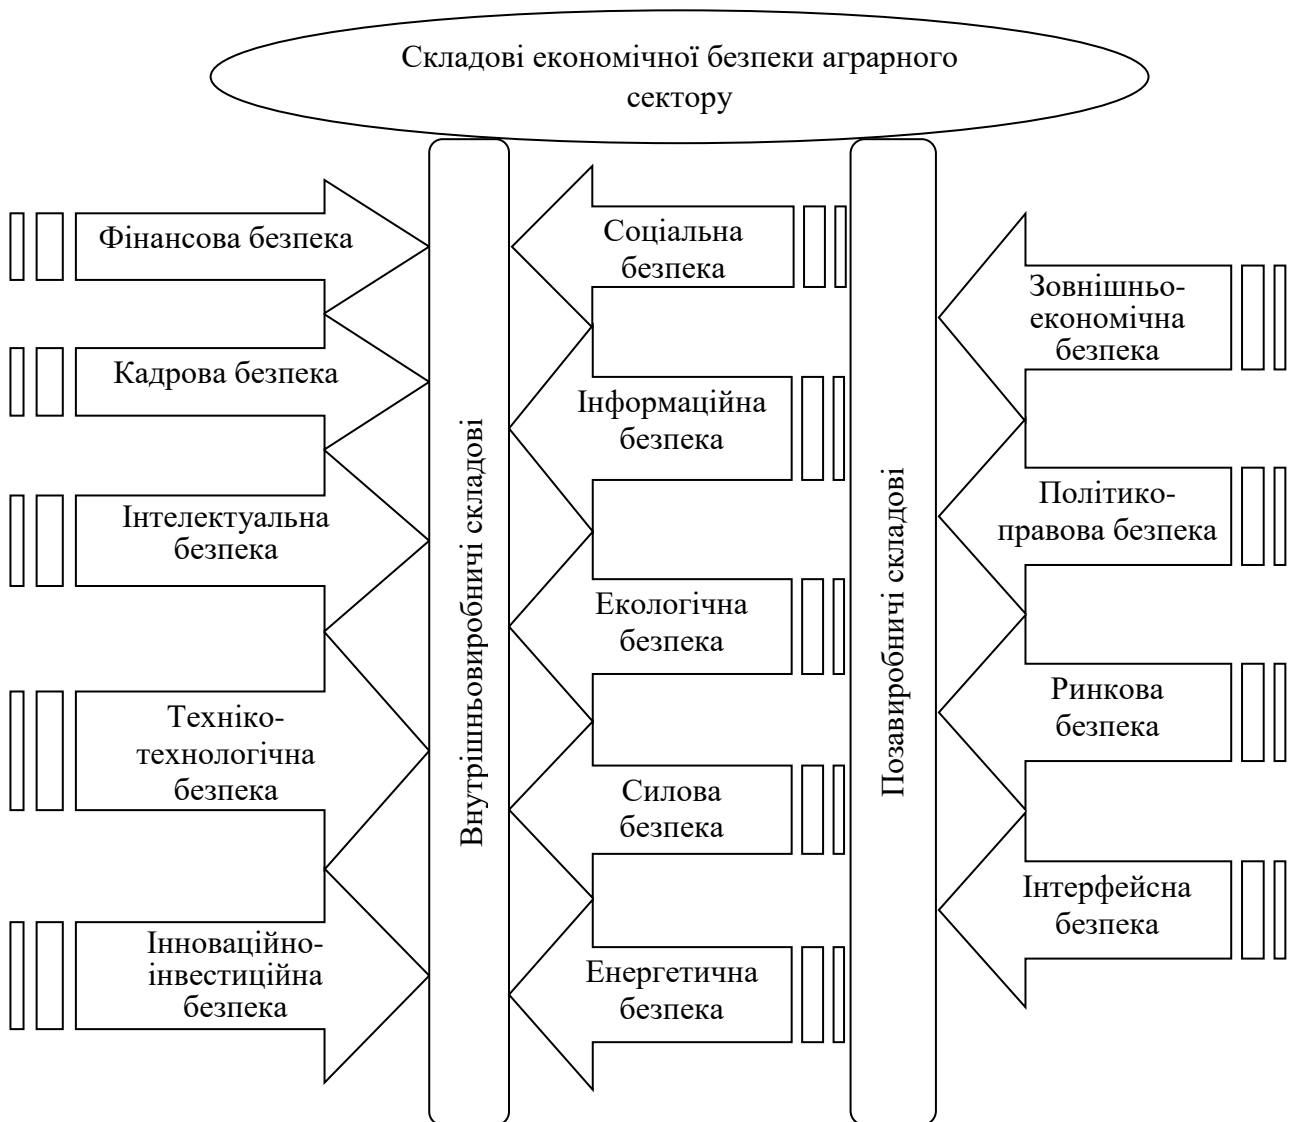 Складові економічної безпеки аграрного
сектору
Фінансова безпека
Кадрова безпека
Інтелектуальна
безпека
Техніко-
технологічна
безпека
Інноваційно-
інвестиційна
безпека
Внутрішньовиробничі складові
Соціальна
безпека
Інформаційна
безпека
Екологічна
безпека
Силова
безпека
Енергетична
безпека
Позавиробничі складові
Зовнішньо-
економічна
безпека
Політико-
правова безпека
Ринкова
безпека
Інтерфейсна
безпека